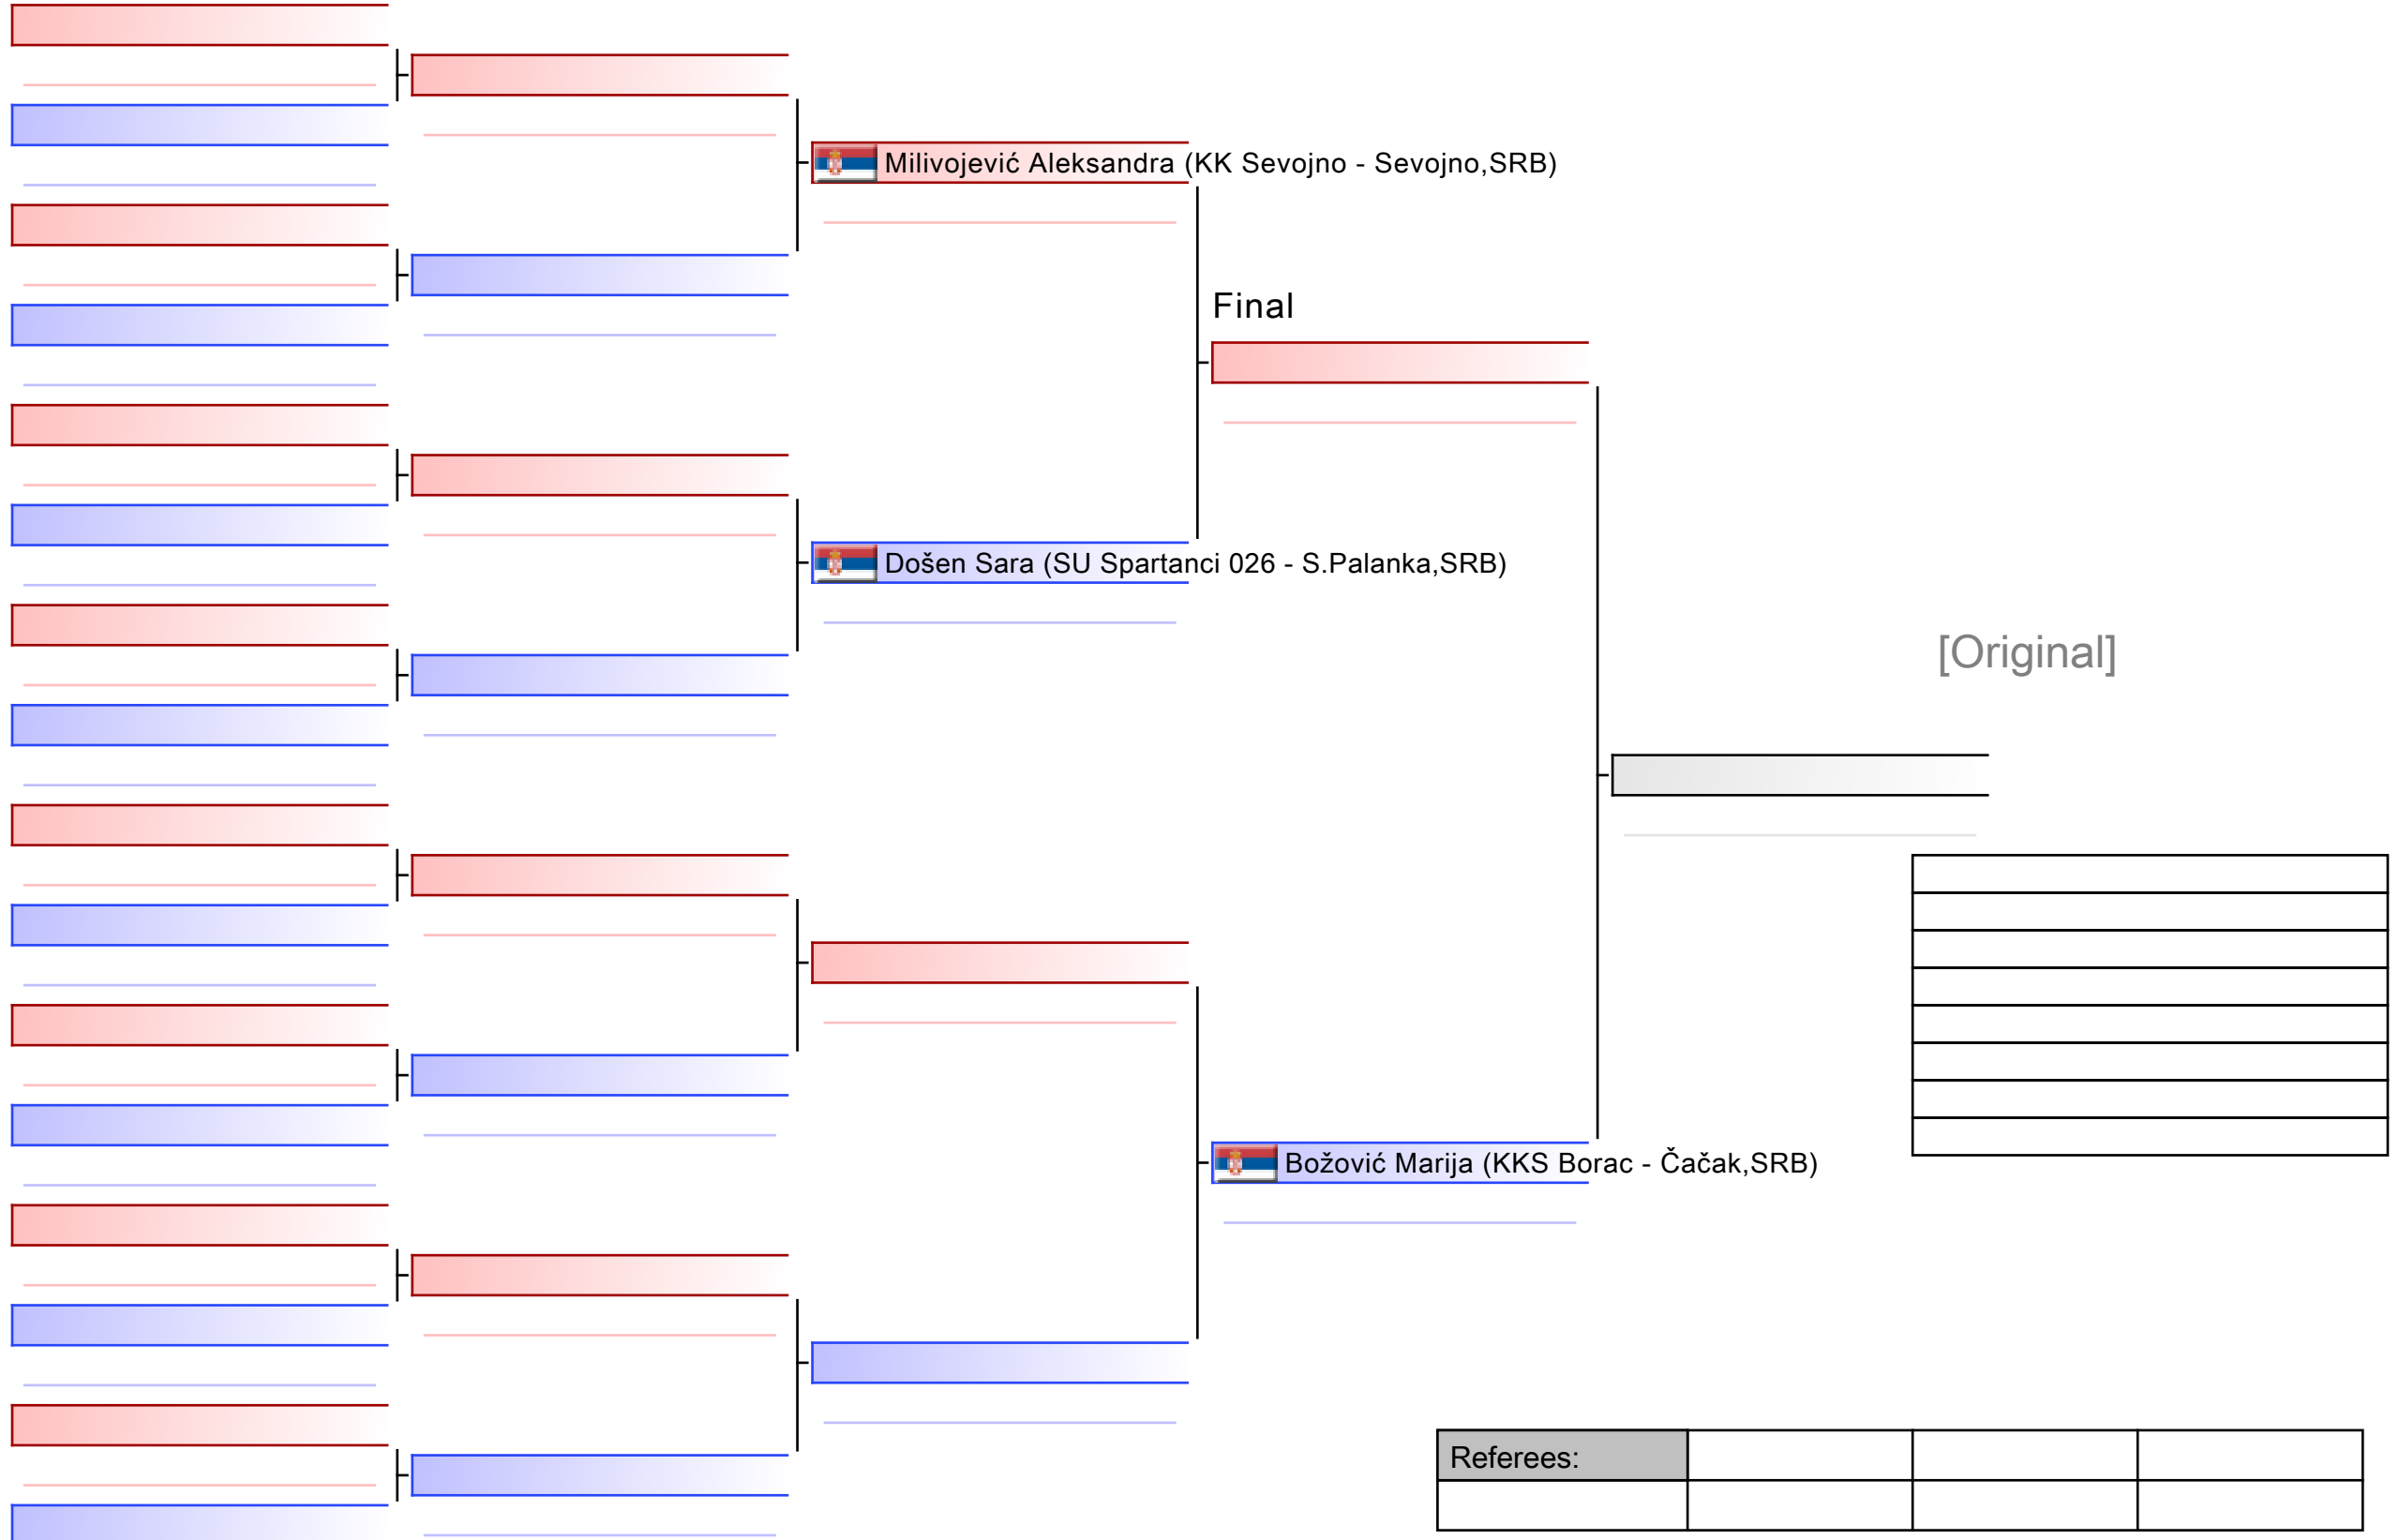 Milivojević Aleksandra (KK Sevojno - Sevojno,SRB)
Final
Došen Sara (SU Spartanci 026 - S.Palanka,SRB)
[Original]
Božović Marija (KKS Borac - Čačak,SRB)
Referees: